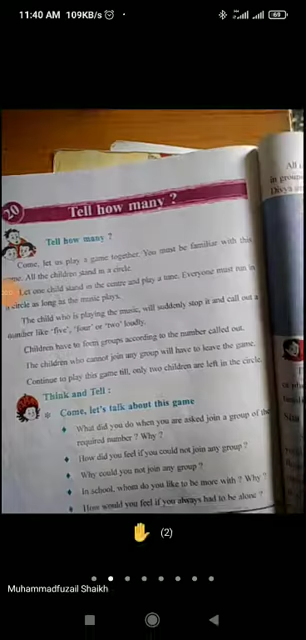 11:40 AM 109KB/s
69
20
Tell how many ?
Tell how many ?
Come, let us play a game together. You must be familiar with this
game. All the children stand in a circle.
Let one child stand in the centre and play a tune. Everyone must run in
a circle as long as the music plays.
The child who is playing the music, will suddenly stop it and call out a
number like 'five', 'four' or 'two' loudly.
Children have to form groups according to the number called out.
The children who cannot join any group will have to leave the game.
Continue to play this game till, only two children are left in the circle.
Think and Tell :
Come, let's talk about this game
What did you do when you are asked join a group of the
required number ? Why ?
How did you feel if you could not join any group ?
Why could you not join any group ?
In school, whom do you like to be more with ? Why ?
How would you feel if you always had to be alone ?
All
in group
Divya
(2)
Muhammadfuzail Shaikh